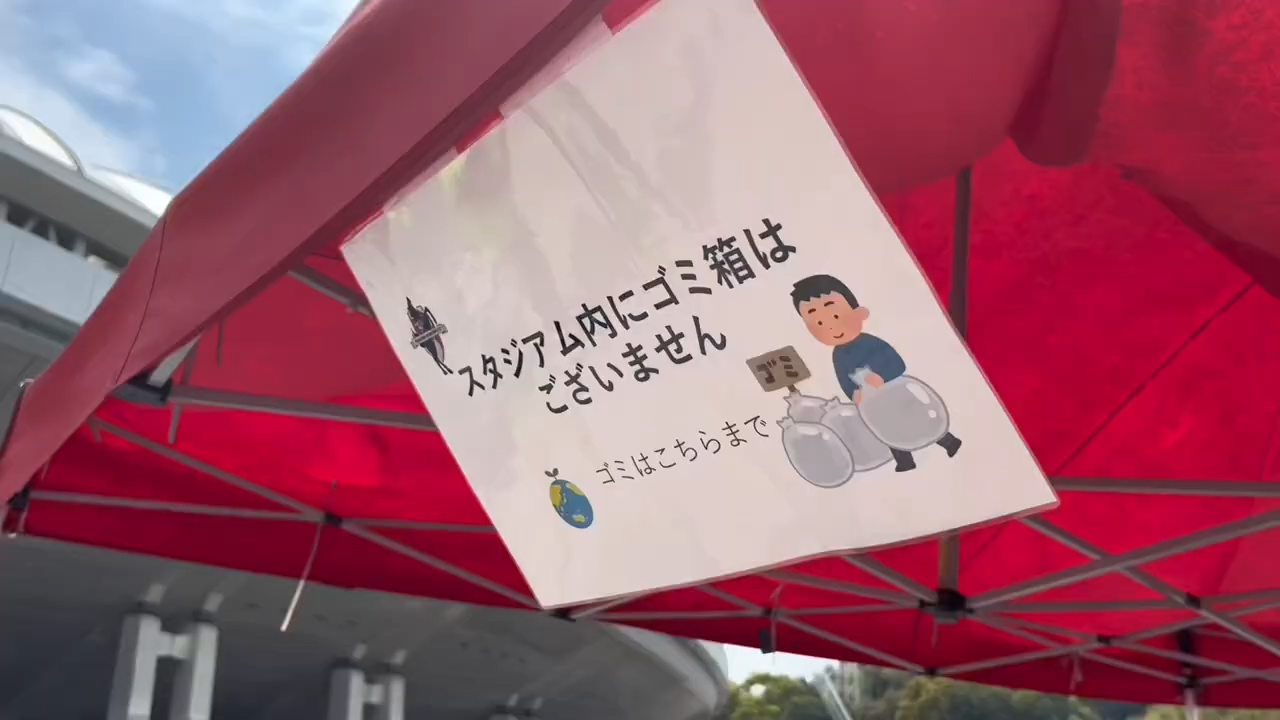 スタジアム内にゴミ箱は
ございません
ゴミ
ゴミはこちらまで